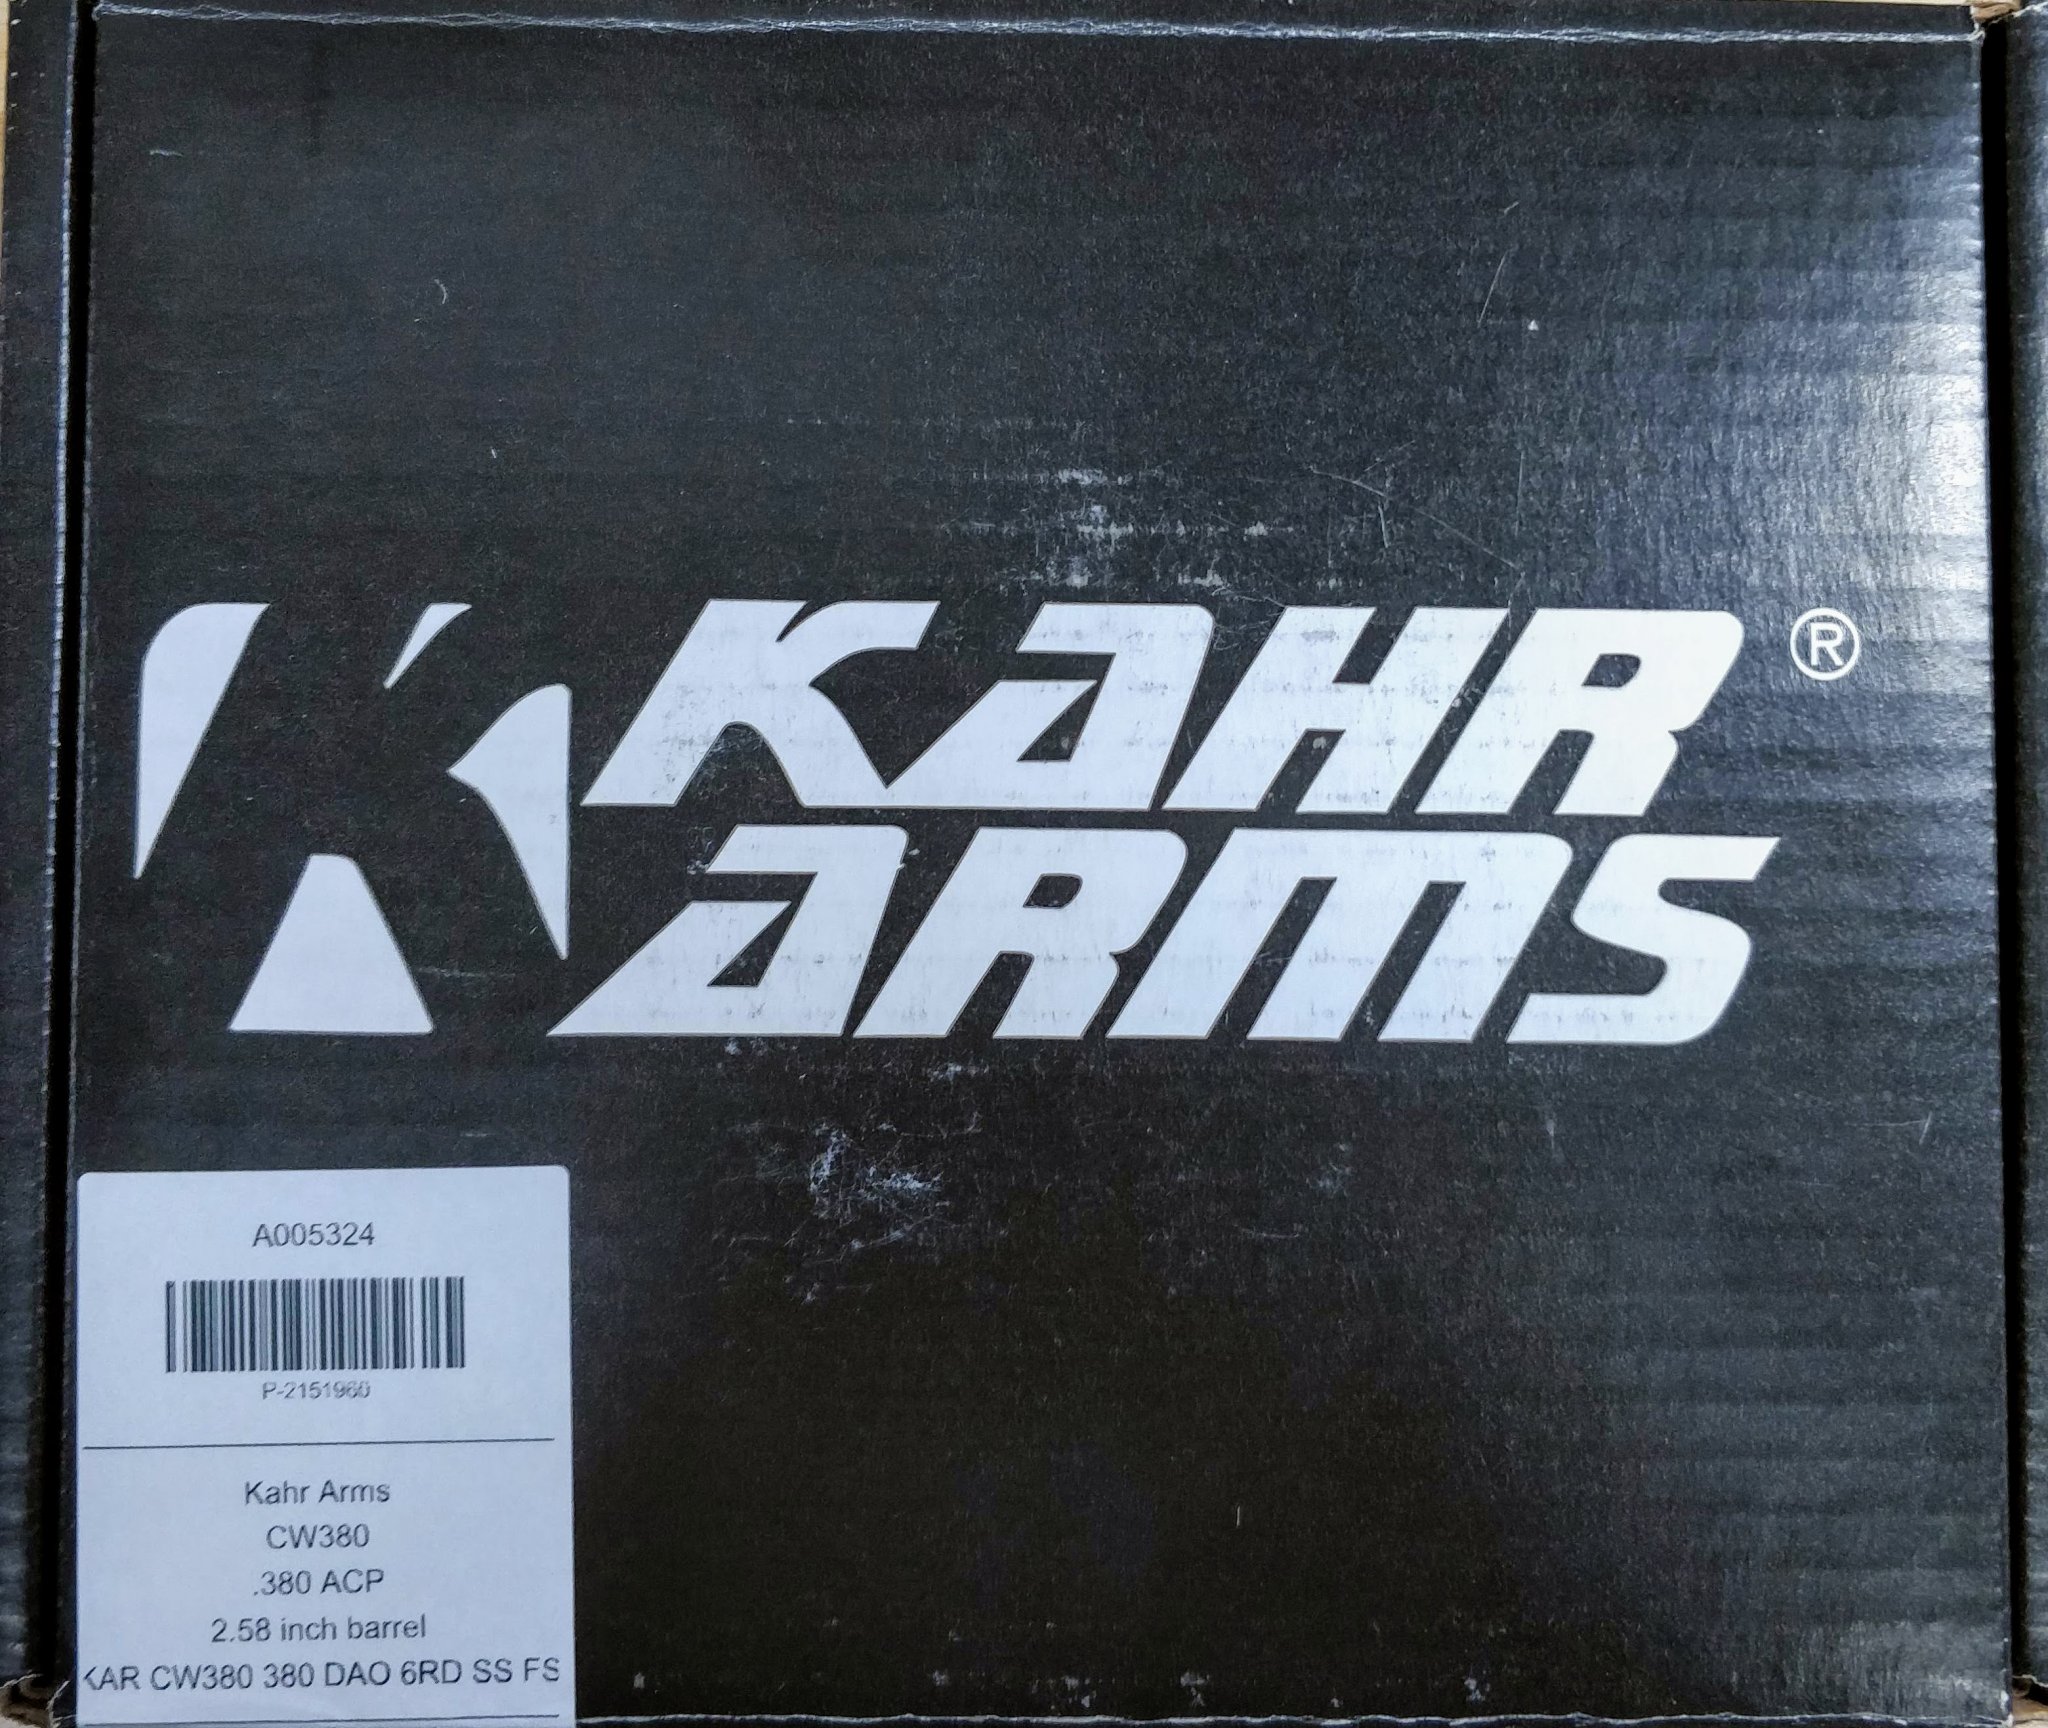 KAHR ®
ARMS
A005324
P-2151960
Kahr Arms
CW380
.380 ACP
2.58 inch barrel
KAR CW380 380 DAO 6RD SS FS